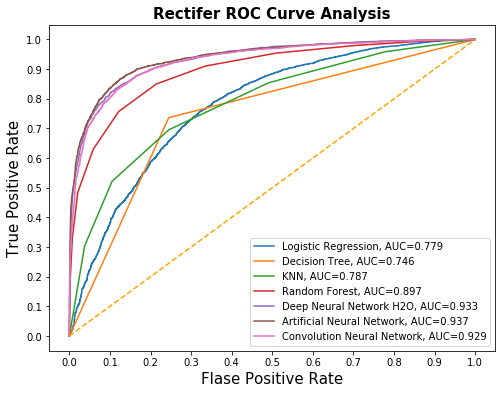 Rectifer ROC Curve Analysis
True Positive Rate
1.0
0.9
0.8
0.7
0.6
0.5
0.4
0.3
0.2
0.1
0.0
Logistic Regression, AUC=0.779
Decision Tree, AUC=0.746
KNN, AUC=0.787
Random Forest, AUC=0.897
Deep Neural Network H2O, AUC=0.933
Artificial Neural Network, AUC=0.937
Convolution Neural Network, AUC=0.929
0.0 0.1 0.2 0.3 0.4 0.5 0.6 0.7 0.8 0.9 1.0
Flase Positive Rate